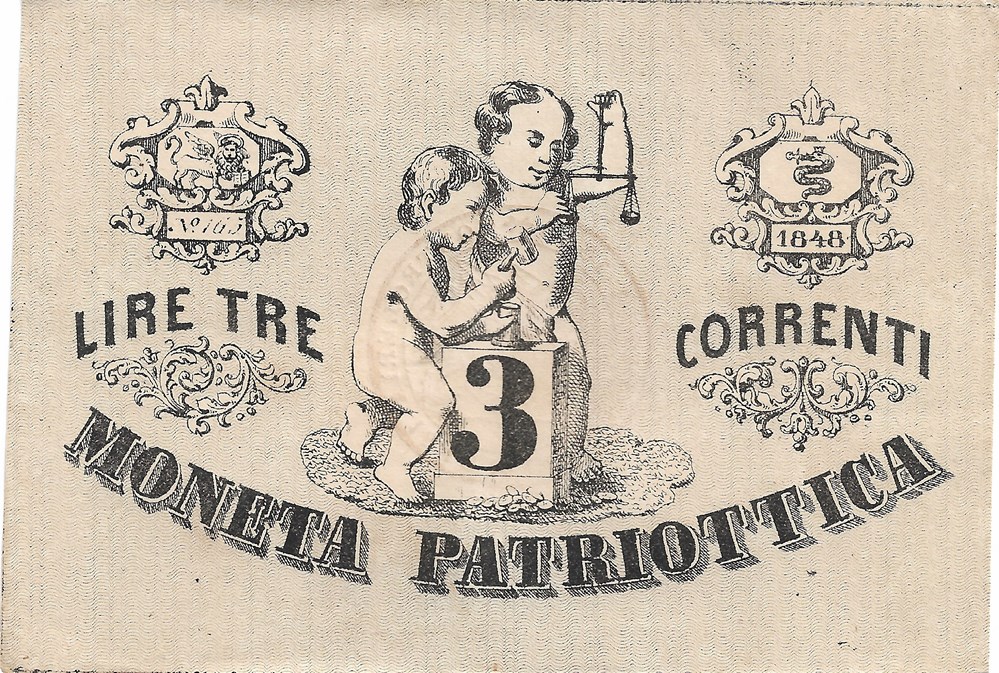 1848
LIRE TRE
CORRENTI
3
MONETA PATRIOTTICA